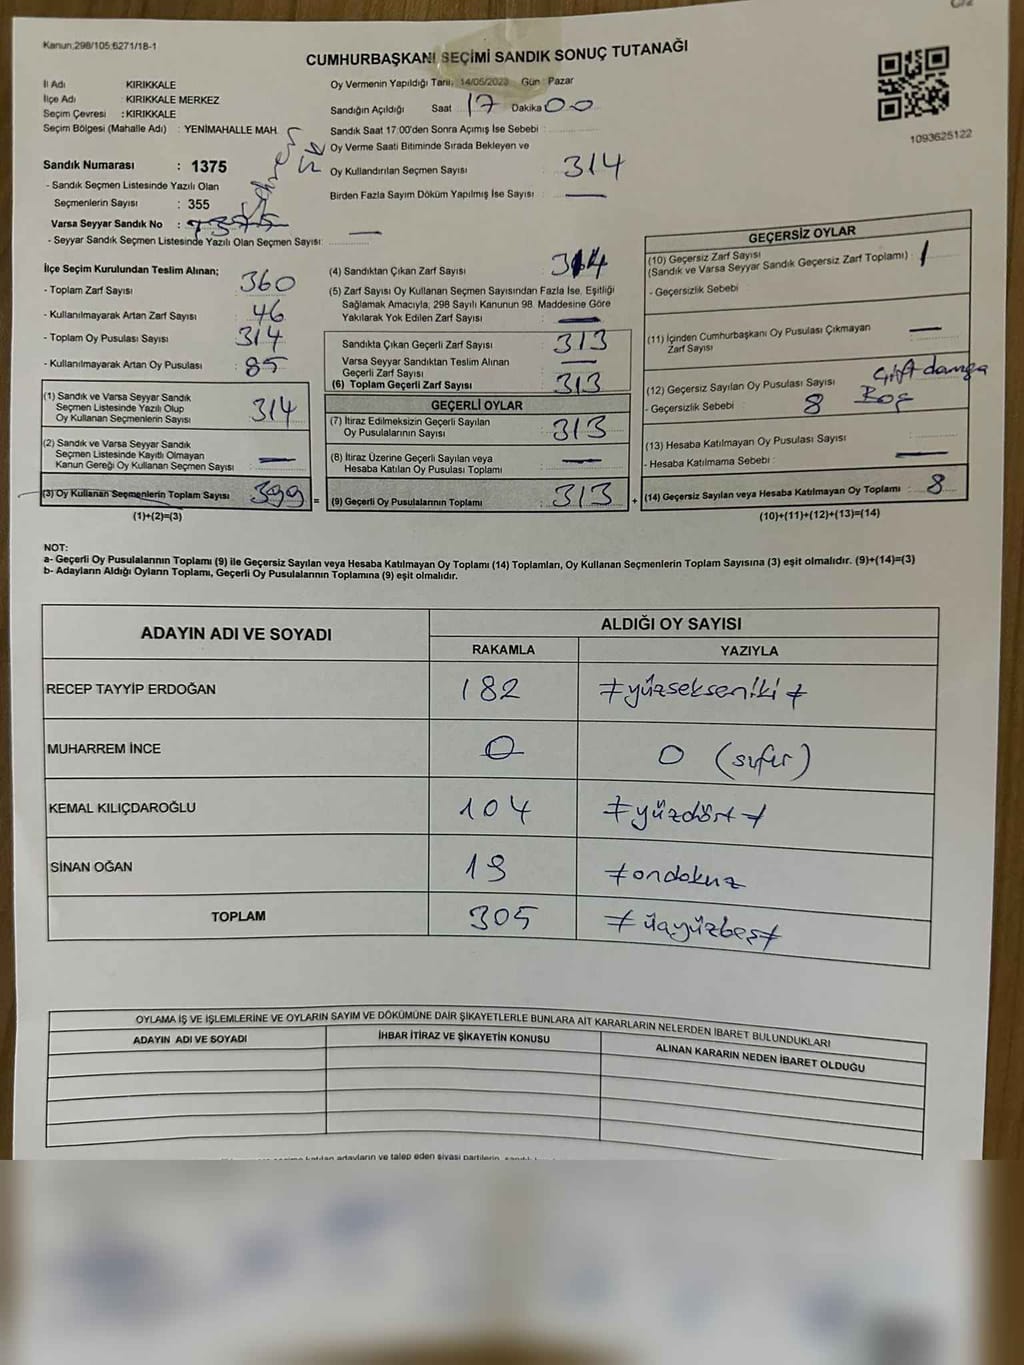 Kanun;298/105;6271/18-1
CUMHURBAŞKANI SEÇİMİ SANDIK SONUÇ TUTANAĞI
İl Adı KIRIKKALE
İlçe Adı : KIRIKKALE MERKEZ
Seçim Çevresi : KIRIKKALE
Seçim Bölgesi (Mahalle Adı) : YENİMAHALLE MAH
Sandık Numarası : 1375
- Sandık Seçmen Listesinde Yazılı Olan
Seçmenlerin Sayısı : 355
Varsa Seyyar Sandık No :
- Seyyar Sandık Seçmen Listesinde Yazılı Olan Seçmen Sayısı: —
Oy Vermenin Yapıldığı Tarih 14/05/2023 Gün : Pazar
Sandığın Açıldığı Saat 17 Dakika 00
Sandık Saat 17:00'den Sonra Açımış İse Sebebi :
Oy Verme Saati Bitiminde Sırada Bekleyen ve
Oy Kullandırılan Seçmen Sayısı : 314
Birden Fazla Sayım Döküm Yapılmış İse Sayısı : —
1093625122
İlçe Seçim Kurulundan Teslim Alınan;
- Toplam Zarf Sayısı 360
- Kullanılmayarak Artan Zarf Sayısı : 46
- Toplam Oy Pusulası Sayısı : 314
- Kullanılmayarak Artan Oy Pusulası : 85
(1) Sandık ve Varsa Seyyar Sandık
Seçmen Listesinde Yazılı Olup
Oy Kullanan Seçmenlerin Sayısı 314
(2) Sandık ve Varsa Seyyar Sandık
Seçmen Listesinde Kayıtlı Olmayan
Kanun Gereği Oy Kullanan Seçmen Sayısı : —
(3) Oy Kullanan Seçmenlerin Toplam Sayısı 399 =
(1)+(2)=(3)
(4) Sandıktan Çıkan Zarf Sayısı : 314
(5) Zarf Sayısı Oy Kullanan Seçmen Sayısından Fazla İse, Eşitliği
Sağlamak Amacıyla, 298 Sayılı Kanunun 98. Maddesine Göre
Yakılarak Yok Edilen Zarf Sayısı : —
Sandıkta Çıkan Geçerli Zarf Sayısı : 313
Varsa Seyyar Sandıktan Teslim Alınan
Geçerli Zarf Sayısı : —
(6) Toplam Geçerli Zarf Sayısı : 313
GEÇERLİ OYLAR
(7) İtiraz Edilmeksizin Geçerli Sayılan
Oy Pusulalarının Sayısı : 313
(8) İtiraz Üzerine Geçerli Sayılan veya
Hesaba Katılan Oy Pusulası Toplamı : —
(9) Geçerli Oy Pusulalarının Toplamı : 313 +
GEÇERSİZ OYLAR
(10) Geçersiz Zarf Sayısı
(Sandık ve Varsa Seyyar Sandık Geçersiz Zarf Toplamı) : 1
- Geçersizlik Sebebi :
(11) İçinden Cumhurbaşkanı Oy Pusulası Çıkmayan
Zarf Sayısı —
(12) Geçersiz Sayılan Oy Pusulası Sayısı : Çift damga
- Geçersizlik Sebebi : 8 Boş
(13) Hesaba Katılmayan Oy Pusulası Sayısı :
- Hesaba Katılmama Sebebi : —
(14) Geçersiz Sayılan veya Hesaba Katılmayan Oy Toplamı : 8
(10)+(11)+(12)+(13)=(14)
NOT:
a- Geçerli Oy Pusulalarının Toplamı (9) ile Geçersiz Sayılan veya Hesaba Katılmayan Oy Toplamı (14) Toplamları, Oy Kullanan Seçmenlerin Toplam Sayısına (3) eşit olmalıdır. (9)+(14)=(3)
b- Adayların Aldığı Oyların Toplamı, Geçerli Oy Pusulalarının Toplamına (9) eşit olmalıdır.
ADAYIN ADI VE SOYADI ALDIĞI OY SAYISI
RAKAMLA YAZIYLA
RECEP TAYYİP ERDOĞAN 182 ≠yüzsekseniki≠
MUHARREM İNCE 0 0 (sıfır)
KEMAL KILIÇDAROĞLU 104 ≠yüzdört≠
SİNAN OĞAN 19 ≠ondokuz
TOPLAM 305 ≠üçyüzbeş≠
OYLAMA İŞ VE İŞLEMLERİNE VE OYLARIN SAYIM VE DÖKÜMÜNE DAİR ŞİKAYETLERLE BUNLARA AİT KARARLARIN NELERDEN İBARET BULUNDUKLARI
ADAYIN ADI VE SOYADI İHBAR İTİRAZ VE ŞİKAYETİN KONUSU ALINAN KARARIN NEDEN İBARET OLDUĞU